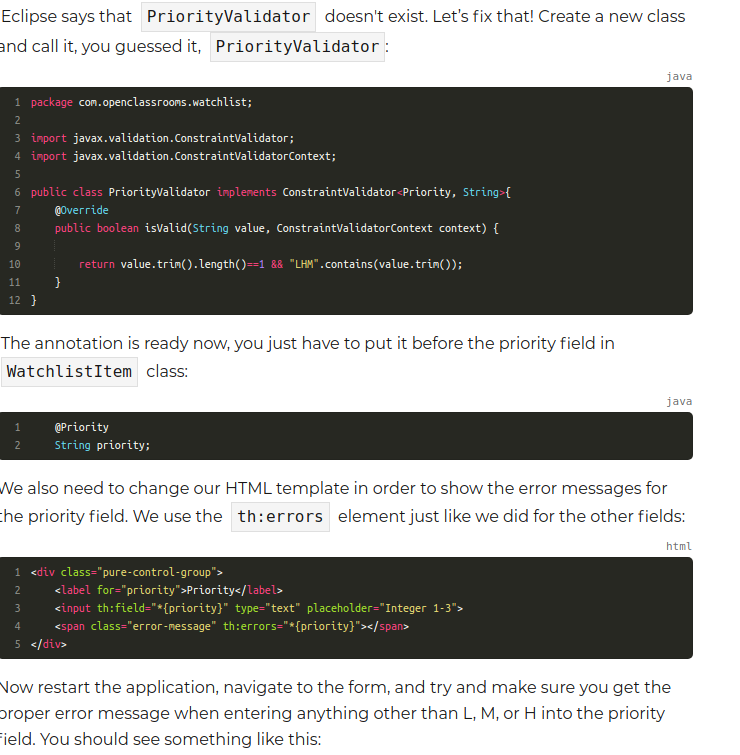 Eclipse says that PriorityValidator doesn't exist. Let’s fix that! Create a new class
and call it, you guessed it, PriorityValidator:
java
1 package com.openclassrooms.watchlist;
2
3 import javax.validation.ConstraintValidator;
4 import javax.validation.ConstraintValidatorContext;
5
6 public class PriorityValidator implements ConstraintValidator<Priority, String>{
7     @Override
8     public boolean isValid(String value, ConstraintValidatorContext context) {
9
10         return value.trim().length()==1 && "LHM".contains(value.trim());
11     }
12 }
The annotation is ready now, you just have to put it before the priority field in
WatchlistItem class:
java
1     @Priority
2     String priority;
We also need to change our HTML template in order to show the error messages for
the priority field. We use the th:errors element just like we did for the other fields:
html
1 <div class="pure-control-group">
2     <label for="priority">Priority</label>
3     <input th:field="*{priority}" type="text" placeholder="Integer 1-3">
4     <span class="error-message" th:errors="*{priority}"></span>
5 </div>
Now restart the application, navigate to the form, and try and make sure you get the
proper error message when entering anything other than L, M, or H into the priority
field. You should see something like this: